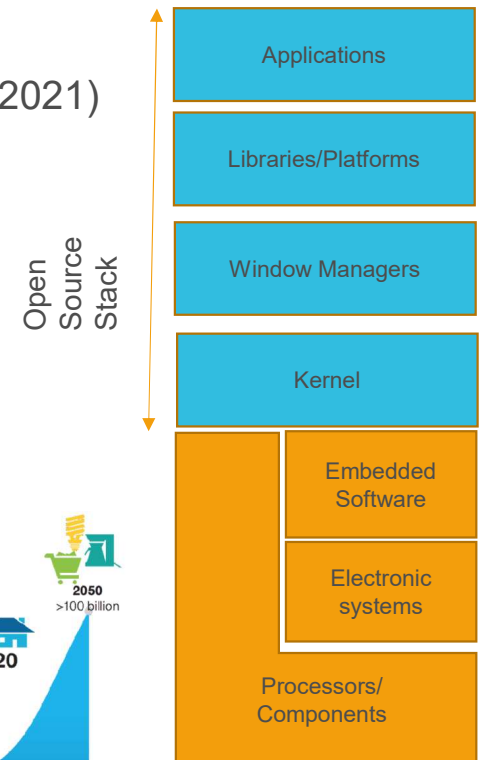 2021)
Applications
Libraries/Platforms
Window Managers
Kernel
Open
Source
Stack
Embedded
Software
Electronic
systems
Processors/
Components
2050
>100 billion
20